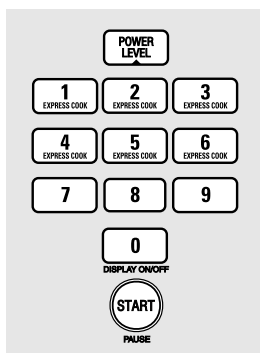 POWER
LEVEL
1 2 3
EXPRESS COOK EXPRESS COOK EXPRESS COOK
4 5 6
EXPRESS COOK EXPRESS COOK EXPRESS COOK
7 8 9
0
DISPLAY ON/OFF
START
PAUSE